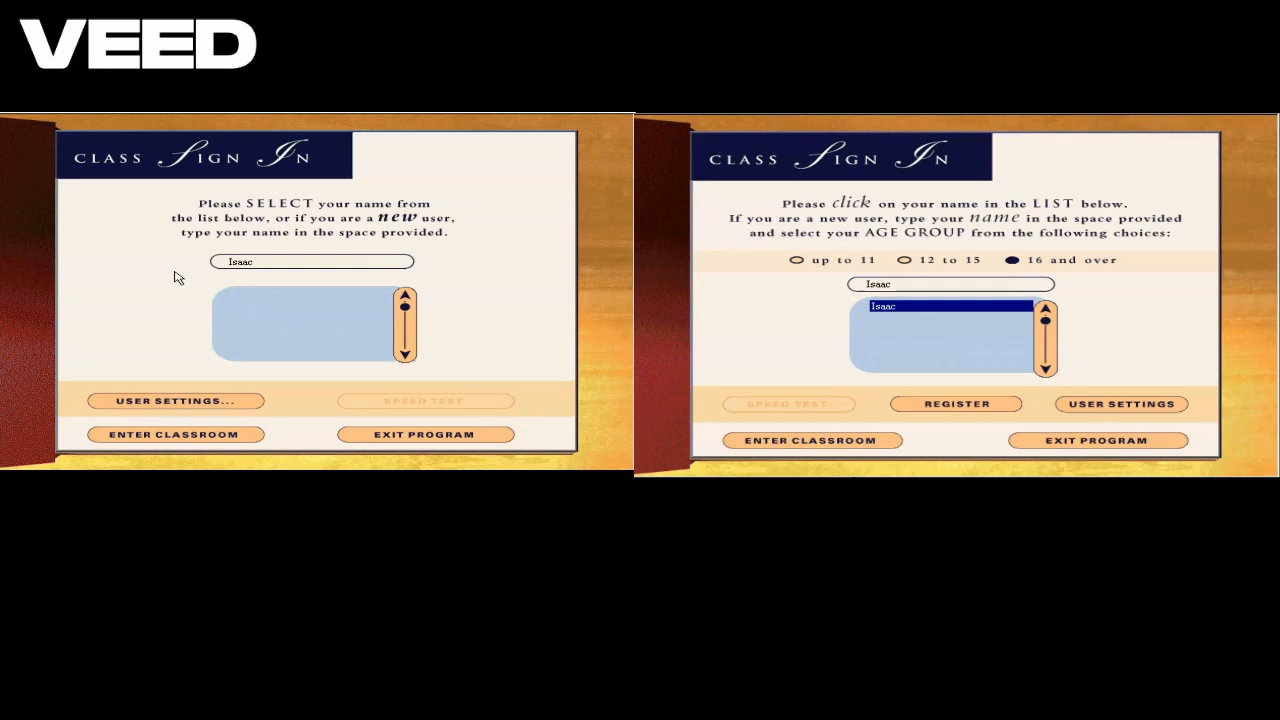 VEED
CLASS SIGN IN
Please SELECT your name from
the list below, or if you are a new user,
type your name in the space provided.
Isaac
USER SETTINGS...
SPEED TEST
ENTER CLASSROOM
EXIT PROGRAM
CLASS SIGN IN
Please click on your name in the LIST below.
If you are a new user, type your name in the space provided
and select your AGE GROUP from the following choices:
up to 11
12 to 15
16 and over
Isaac
Isaac
SPEED TEST
REGISTER
USER SETTINGS
ENTER CLASSROOM
EXIT PROGRAM